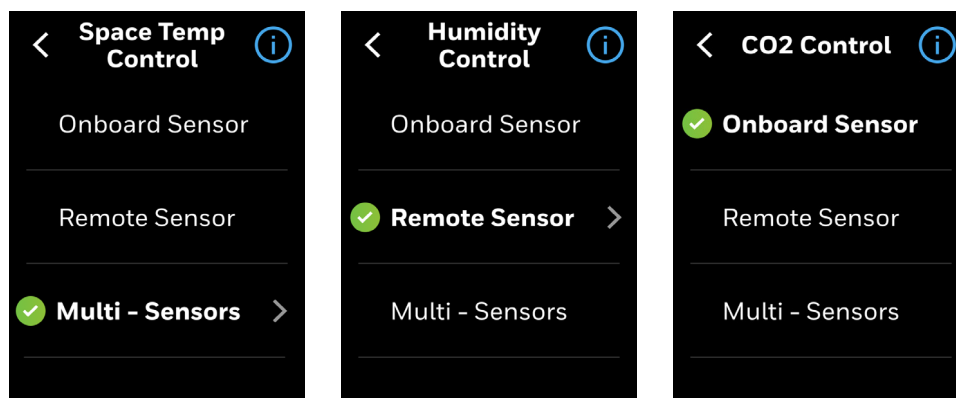 Space Temp
Control
Onboard Sensor
Remote Sensor
Multi - Sensors
Humidity
Control
Onboard Sensor
Remote Sensor
Multi - Sensors
CO2 Control
Onboard Sensor
Remote Sensor
Multi - Sensors